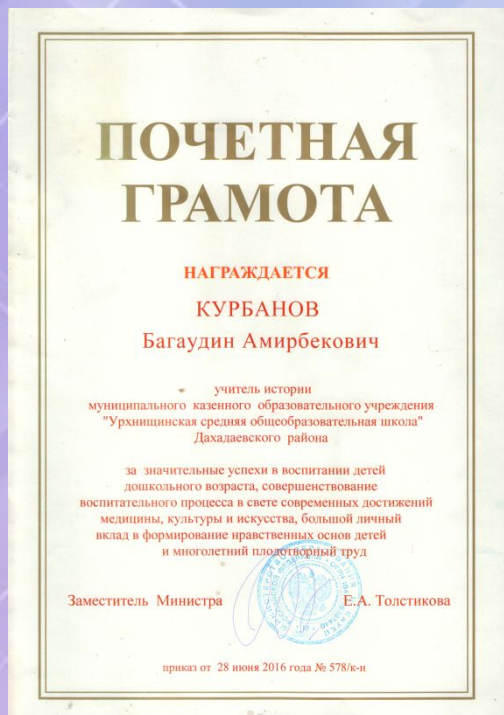 ПОЧЕТНАЯ
ГРАМОТА
НАГРАЖДАЕТСЯ
КУРБАНОВ
Багаудин Амирбекович
учитель истории
муниципального казенного образовательного учреждения
"Урхнищинская средняя общеобразовательная школа"
Дахадаевского района
за значительные успехи в воспитании детей
дошкольного возраста, совершенствование
воспитательного процесса в свете современных достижений
медицины, культуры и искусства, большой личный
вклад в формирование нравственных основ детей
и многолетний плодотворный труд
Заместитель Министра Е.А. Толстикова
приказ от 28 июня 2016 года № 578/к-н